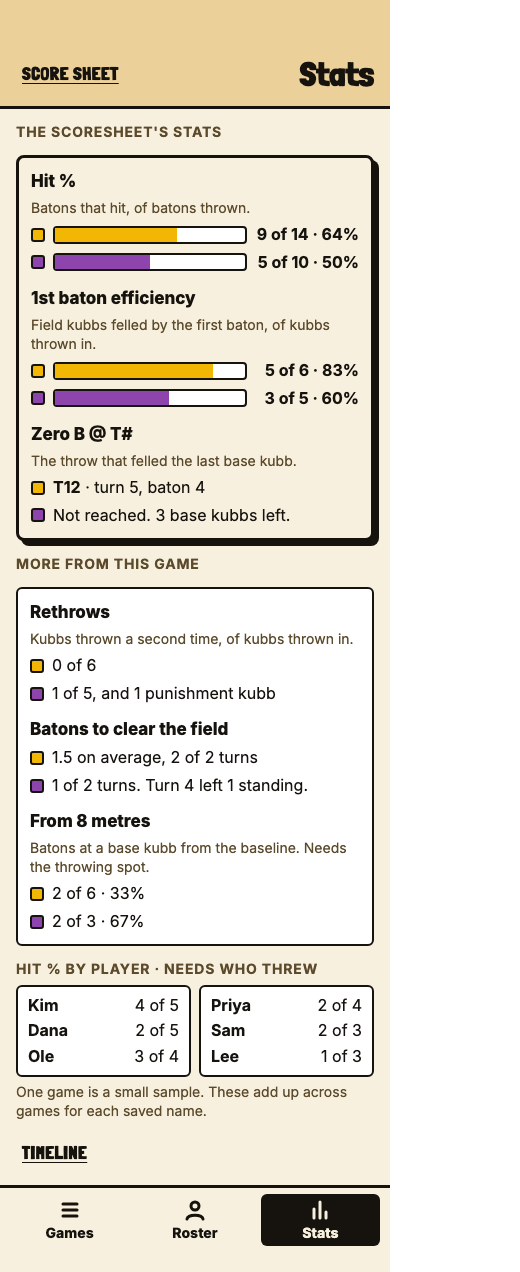 SCORE SHEET
Stats
THE SCORESHEET'S STATS
Hit %
Batons that hit, of batons thrown.
9 of 14 · 64%
5 of 10 · 50%
1st baton efficiency
Field kubbs felled by the first baton, of kubbs
thrown in.
5 of 6 · 83%
3 of 5 · 60%
Zero B @ T#
The throw that felled the last base kubb.
T12 · turn 5, baton 4
Not reached. 3 base kubbs left.
MORE FROM THIS GAME
Rethrows
Kubbs thrown a second time, of kubbs thrown in.
0 of 6
1 of 5, and 1 punishment kubb
Batons to clear the field
1.5 on average, 2 of 2 turns
1 of 2 turns. Turn 4 left 1 standing.
From 8 metres
Batons at a base kubb from the baseline. Needs
the throwing spot.
2 of 6 · 33%
2 of 3 · 67%
HIT % BY PLAYER · NEEDS WHO THREW
Kim 4 of 5
Dana 2 of 5
Ole 3 of 4
Priya 2 of 4
Sam 2 of 3
Lee 1 of 3
One game is a small sample. These add up across
games for each saved name.
TIMELINE
Games
Roster
Stats